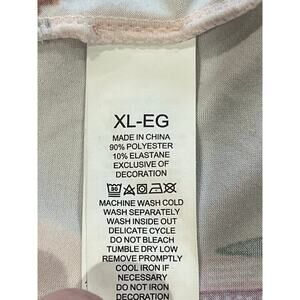 XL-EG
MADE IN CHINA
90% POLYESTER
10% ELASTANE
EXCLUSIVE OF
DECORATION
MACHINE WASH COLD
WASH SEPARATELY
WASH INSIDE OUT
DELICATE CYCLE
DO NOT BLEACH
TUMBLE DRY LOW
REMOVE PROMPTLY
COOL IRON IF
NECESSARY
DO NOT IRON
DECORATION